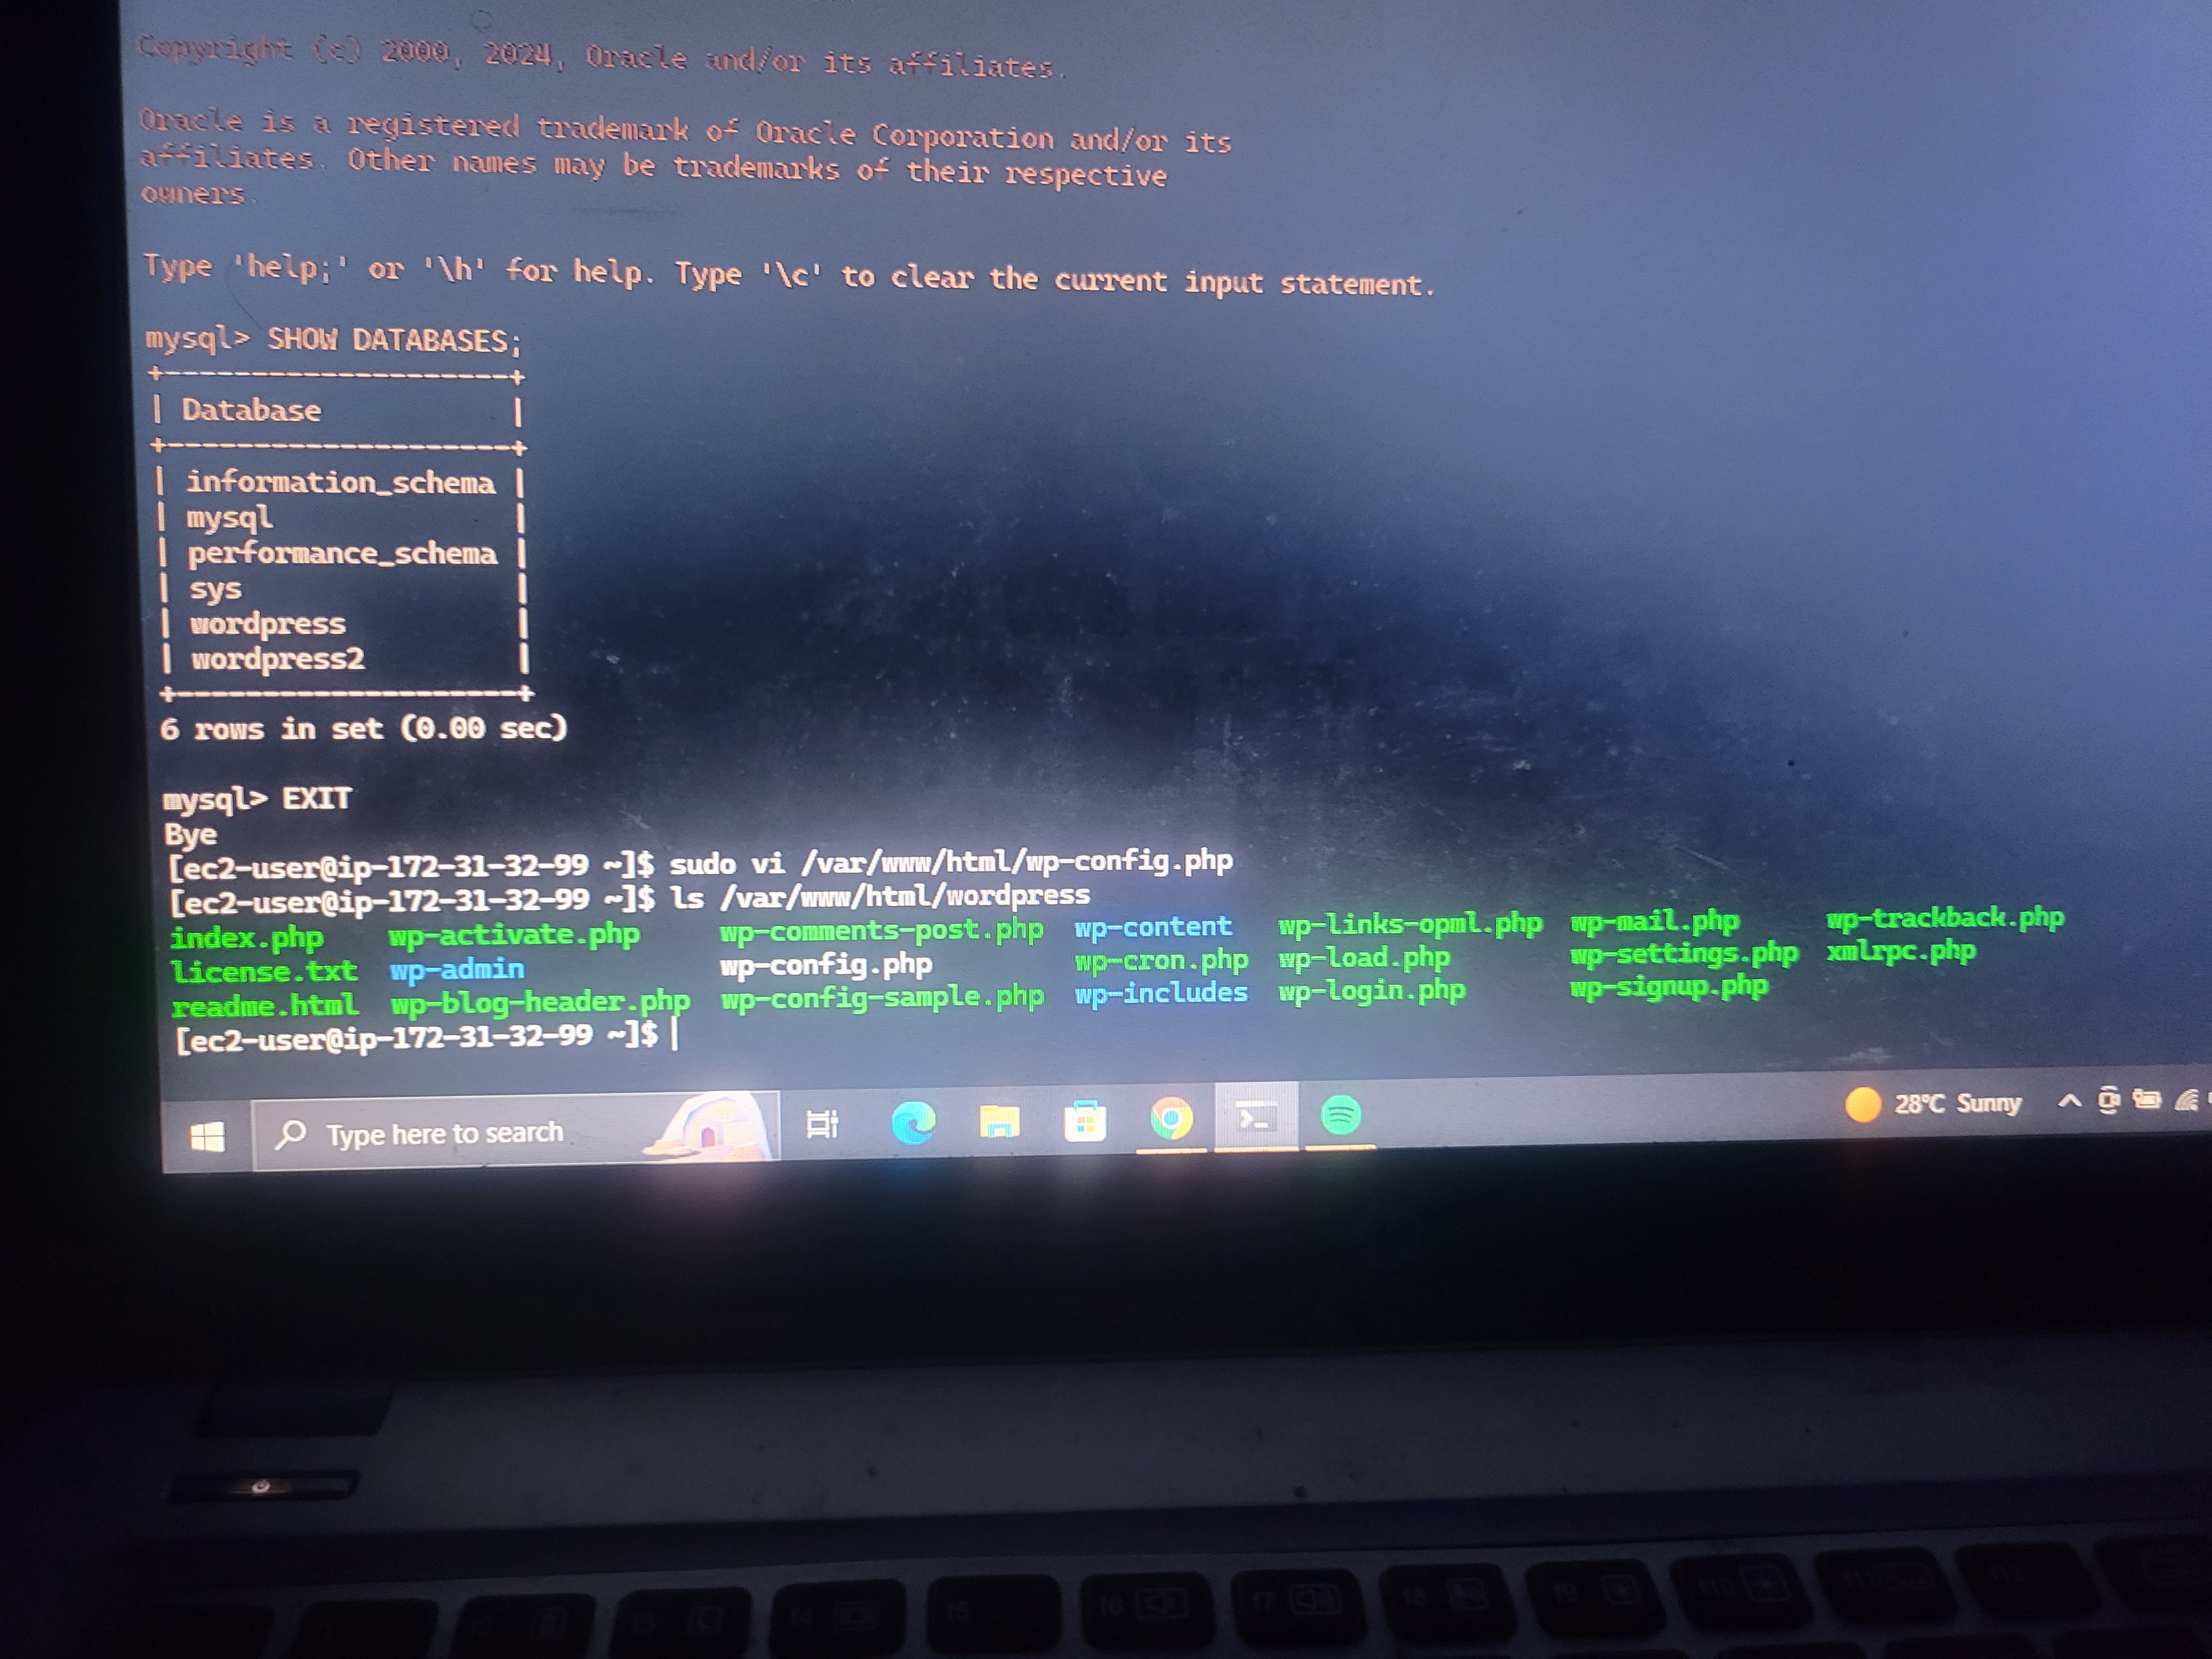 Copyright (c) 2000, 2024, Oracle and/or its affiliates.
Oracle is a registered trademark of Oracle Corporation and/or its
affiliates. Other names may be trademarks of their respective
owners.
Type 'help;' or '\h' for help. Type '\c' to clear the current input statement.
mysql> SHOW DATABASES;
+--------------------+
| Database           |
+--------------------+
| information_schema |
| mysql              |
| performance_schema |
| sys                |
| wordpress          |
| wordpress2         |
+--------------------+
6 rows in set (0.00 sec)
mysql> EXIT
Bye
[ec2-user@ip-172-31-32-99 ~]$ sudo vi /var/www/html/wp-config.php
[ec2-user@ip-172-31-32-99 ~]$ ls /var/www/html/wordpress
index.php    wp-activate.php     wp-comments-post.php  wp-content   wp-links-opml.php  wp-mail.php      wp-trackback.php
license.txt  wp-admin            wp-config.php         wp-cron.php  wp-load.php        wp-settings.php  xmlrpc.php
readme.html  wp-blog-header.php  wp-config-sample.php  wp-includes  wp-login.php       wp-signup.php
[ec2-user@ip-172-31-32-99 ~]$
Type here to search 28°C Sunny
f5 f6 f7 f8 f9 f10